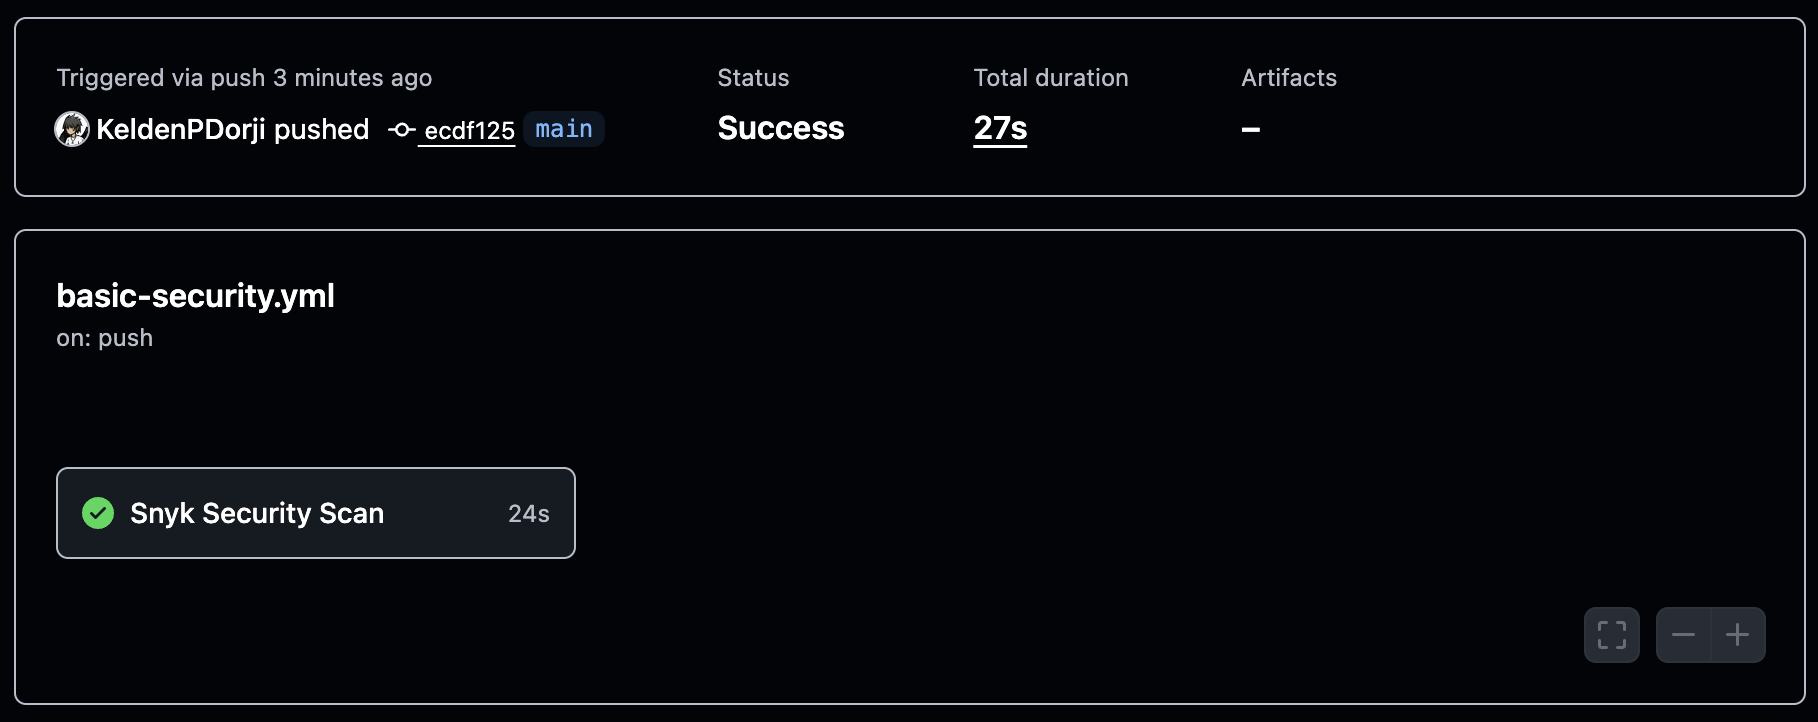 Triggered via push 3 minutes ago
KeldenPDorji pushed ecdf125 main
Status
Success
Total duration
27s
Artifacts
–
basic-security.yml
on: push
Snyk Security Scan 24s